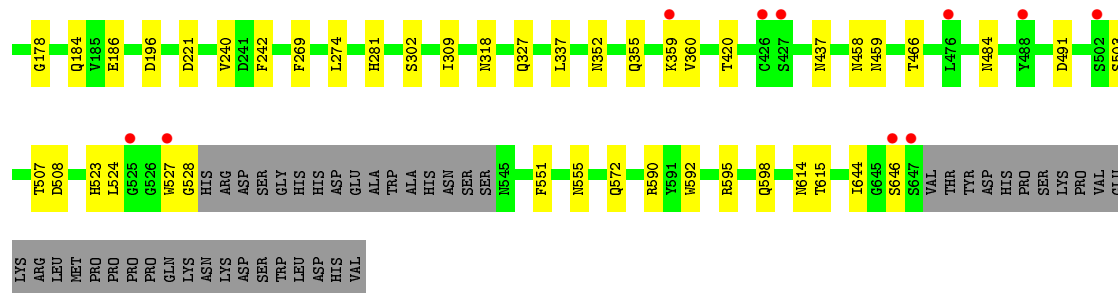 G178 Q184 V185 E186 D196 D221 V240 D241 F242 F269 L274 H281 S302 I309 N318 Q327 L337 N352 Q355 K359 V360 T420 C426 S427 N437 N458 N459 T466 L476 N484 Y488 D491 S502 S503
T507 D508 H523 L524 G525 G526 W527 G528 HIS ARG ASP SER GLY HIS HIS ASP GLU ALA TRP ALA HIS ASN SER SER N545 F551 N555 Q572 R590 Y591 W592 R595 Q598 N614 T615 I644 G645 S646 S647 VAL THR TYR ASP HIS PRO SER LYS PRO VAL GLU
LYS ARG LEU MET PRO PRO PRO PRO GLN LYS ASN LYS ASP SER TRP LEU ASP HIS VAL